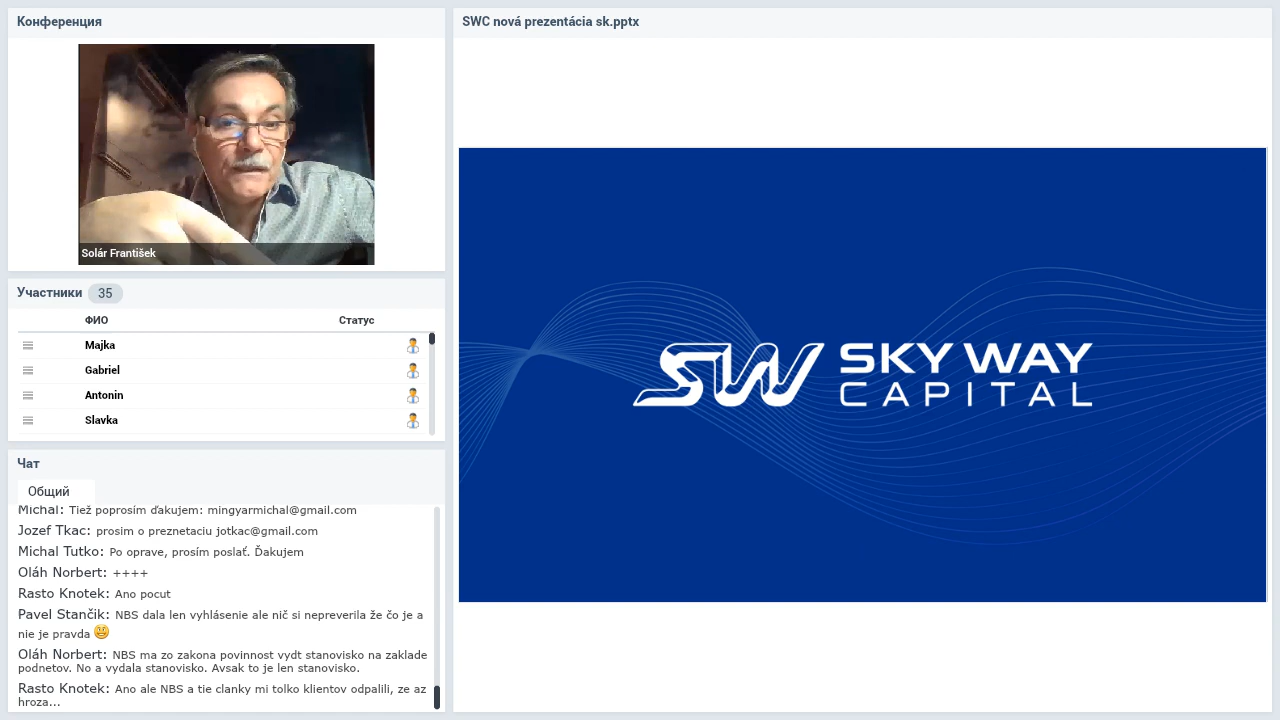 Конференция
Solár František
Участники 35
ФИО Статус
Majka
Gabriel
Antonin
Slavka
Чат
Общий
Michal: Tiež poprosím ďakujem: mingyarmichal@gmail.com
Jozef Tkac: prosim o preznetaciu jotkac@gmail.com
Michal Tutko: Po oprave, prosím poslať. Ďakujem
Oláh Norbert: ++++
Rasto Knotek: Ano pocut
Pavel Stančik: NBS dala len vyhlásenie ale nič si nepreverila že čo je a
nie je pravda
Oláh Norbert: NBS ma zo zakona povinnost vydt stanovisko na zaklade
podnetov. No a vydala stanovisko. Avsak to je len stanovisko.
Rasto Knotek: Ano ale NBS a tie clanky mi tolko klientov odpalili, ze az
hroza...
SWC nová prezentácia sk.pptx
SW SKY WAY
CAPITAL